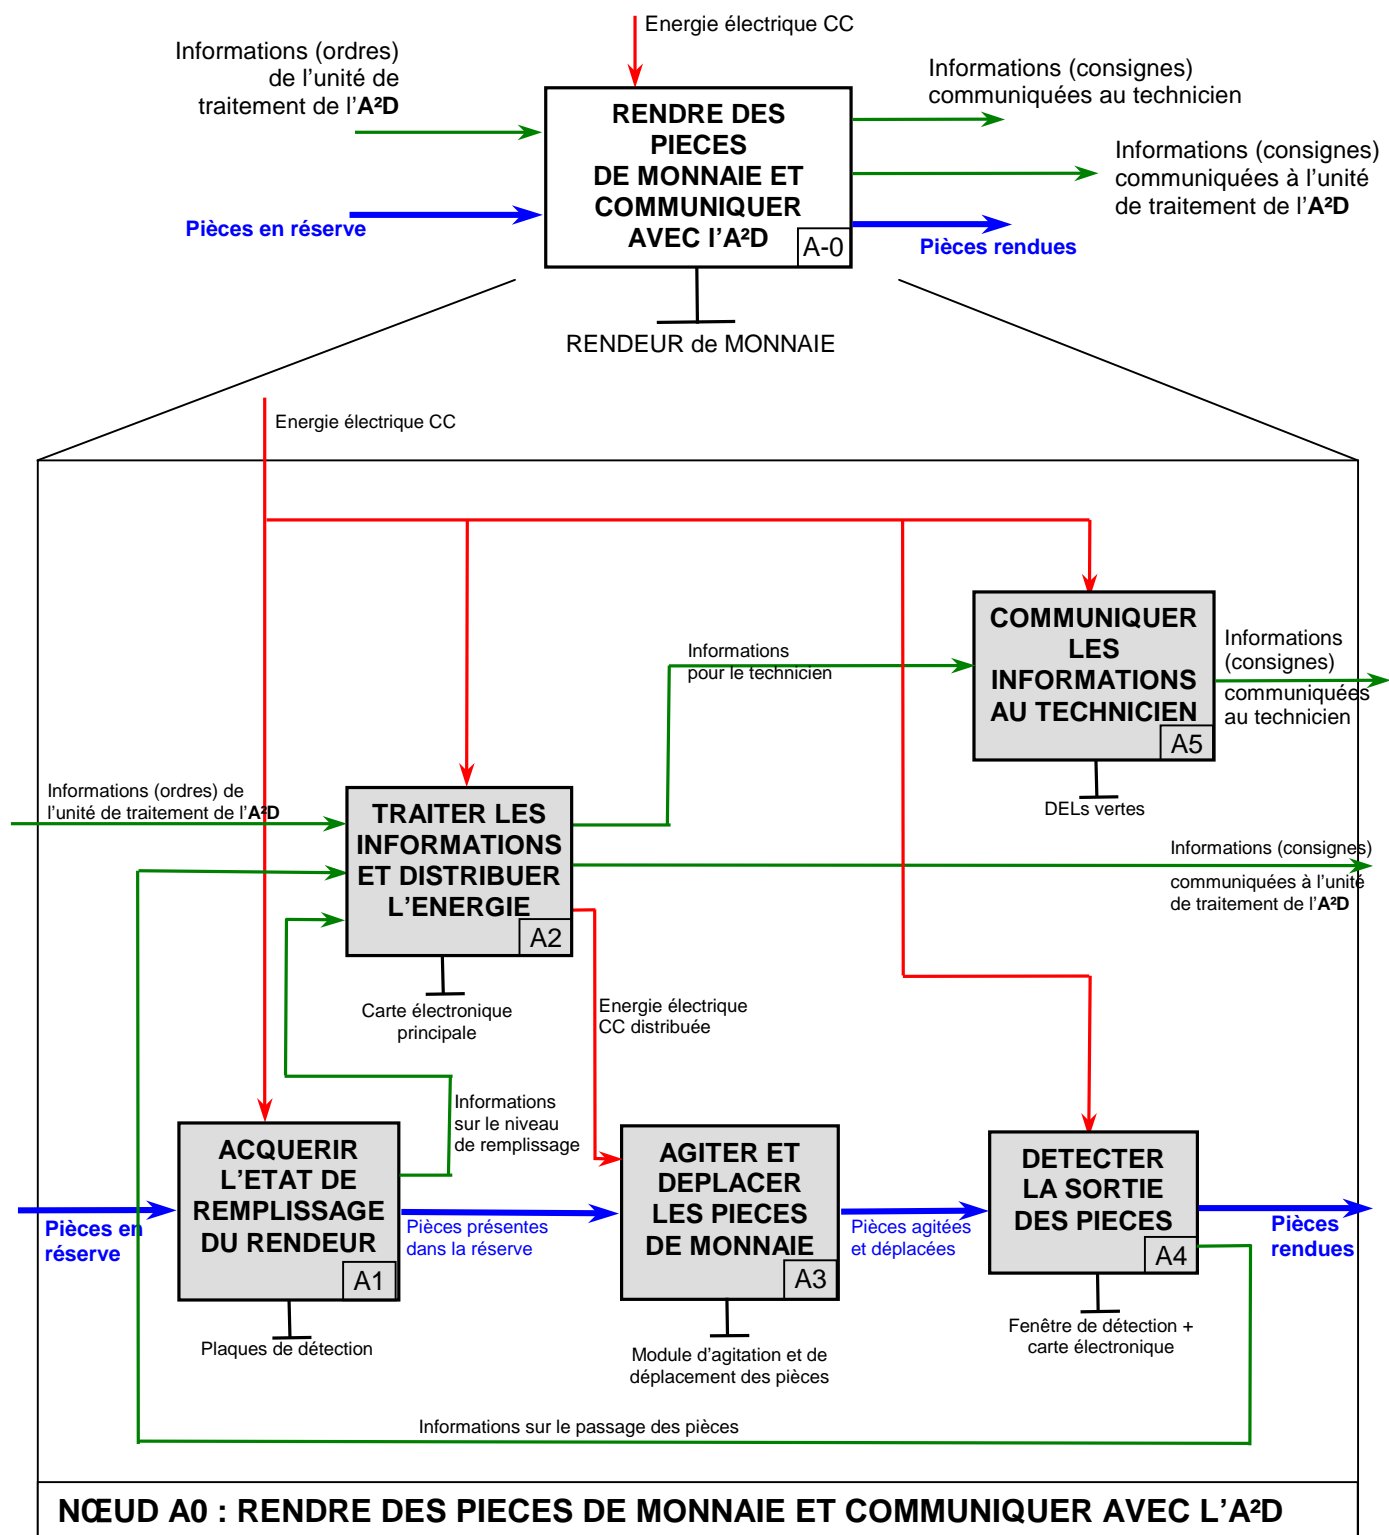 Energie électrique CC
Informations (ordres)
de l'unité de
traitement de l'A²D
Informations (consignes)
communiquées au technicien
RENDRE DES
PIECES
DE MONNAIE ET
COMMUNIQUER
AVEC l'A²D
A-0
Informations (consignes)
communiquées à l'unité
de traitement de l'A²D
Pièces en réserve
Pièces rendues
RENDEUR de MONNAIE
Energie électrique CC
COMMUNIQUER
LES
INFORMATIONS
AU TECHNICIEN
A5
Informations
pour le technicien
Informations
(consignes)
communiquées
au technicien
DELs vertes
Informations (ordres) de
l'unité de traitement de l'A²D
TRAITER LES
INFORMATIONS
ET DISTRIBUER
L'ENERGIE
A2
Informations (consignes)
communiquées à l'unité
de traitement de l'A²D
Carte électronique
principale
Energie électrique
CC distribuée
Informations
sur le niveau
de remplissage
ACQUERIR
L'ETAT DE
REMPLISSAGE
DU RENDEUR
A1
AGITER ET
DEPLACER
LES PIECES
DE MONNAIE
A3
DETECTER
LA SORTIE
DES PIECES
A4
Pièces en
réserve
Pièces présentes
dans la réserve
Pièces agitées
et déplacées
Pièces
rendues
Plaques de détection
Module d'agitation et de
déplacement des pièces
Fenêtre de détection +
carte électronique
Informations sur le passage des pièces
NŒUD A0 : RENDRE DES PIECES DE MONNAIE ET COMMUNIQUER AVEC L'A²D